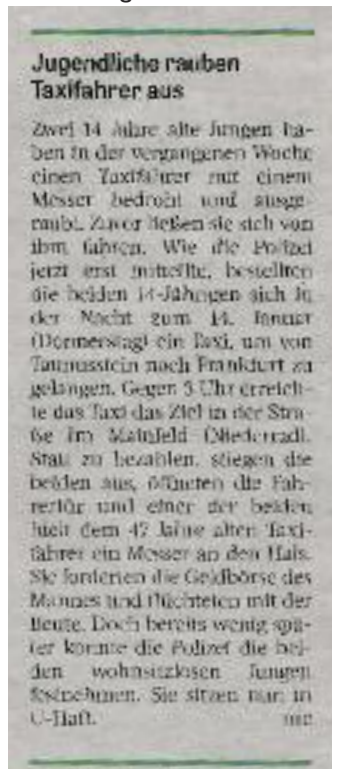 Jugendliche rauben
Taxifahrer aus
Zwei 14 Jahre alte Jungen ha-
ben in der vergangenen Woche
einen Taxifahrer mit einem
Messer bedroht und ausge-
raubt. Zuvor ließen sie sich von
ihm fahren. Wie die Polizei
jetzt erst mitteilte, bestellten
die beiden 14-Jährigen sich in
der Nacht zum 14. Januar
(Donnerstag) ein Taxi, um von
Taunusstein nach Frankfurt zu
gelangen. Gegen 3 Uhr erreich-
te das Taxi das Ziel in der Stra-
ße im Mainfeld (Niederrad).
Statt zu bezahlen, stiegen die
beiden aus, öffneten die Fah-
rertür und einer der beiden
hielt dem 47 Jahre alten Taxi-
fahrer ein Messer an den Hals.
Sie forderten die Geldbörse des
Mannes und flüchteten mit der
Beute. Doch bereits wenig spä-
ter konnte die Polizei die bei-
den wohnsitzlosen Jungen
festnehmen. Sie sitzen nun in
U-Haft.